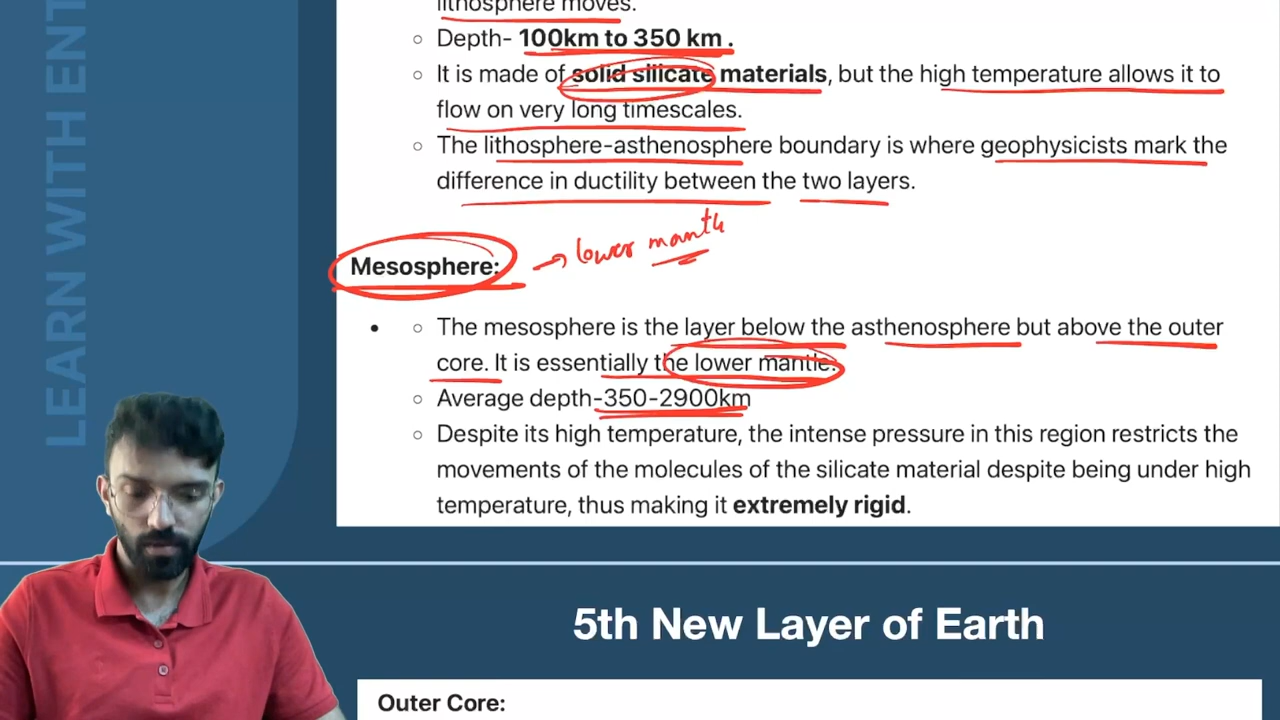 LEARN WITH ENT
lithosphere moves.
Depth- 100km to 350 km .
It is made of solid silicate materials, but the high temperature allows it to
flow on very long timescales.
The lithosphere-asthenosphere boundary is where geophysicists mark the
difference in ductility between the two layers.
lower mantle
Mesosphere:
The mesosphere is the layer below the asthenosphere but above the outer
core. It is essentially the lower mantle.
Average depth-350-2900km
Despite its high temperature, the intense pressure in this region restricts the
movements of the molecules of the silicate material despite being under high
temperature, thus making it extremely rigid.
5th New Layer of Earth
Outer Core: